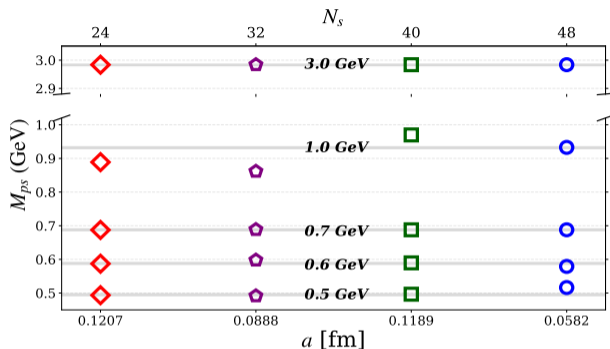 N_s
24 32 40 48
3.0
3.0 GeV
2.9
M_ps (GeV)
1.0
1.0 GeV
0.9
0.8
0.7
0.7 GeV
0.6
0.6 GeV
0.5
0.5 GeV
0.1207 0.0888 0.1189 0.0582
a [fm]